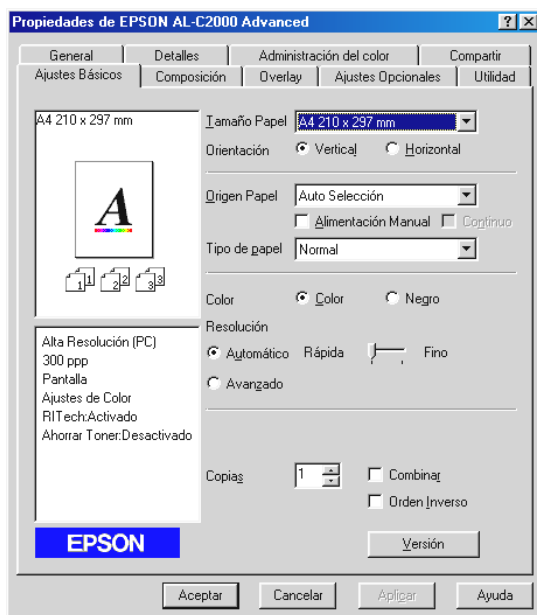 Propiedades de EPSON AL-C2000 Advanced
General Detalles Administración del color Compartir
Ajustes Básicos Composición Overlay Ajustes Opcionales Utilidad
A4 210 x 297 mm
A
1 1 2 2 3 3
Tamaño Papel A4 210 x 297 mm
Orientación Vertical Horizontal
Origen Papel Auto Selección
Alimentación Manual Continuo
Tipo de papel Normal
Color Color Negro
Resolución
Automático Rápida Fino
Avanzado
Alta Resolución (PC)
300 ppp
Pantalla
Ajustes de Color
RITech:Activado
Ahorrar Toner:Desactivado
Copias 1 Combinar
Orden Inverso
EPSON
Versión
Aceptar Cancelar Aplicar Ayuda